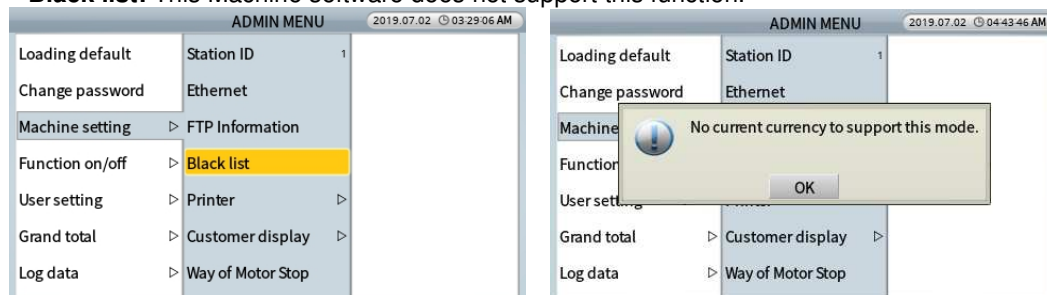 Black list: This Machine software does not support this function.
ADMIN MENU
2019.07.02 03:29:06 AM
Loading default
Change password
Machine setting
Function on/off
User setting
Grand total
Log data
Station ID 1
Ethernet
FTP Information
Black list
Printer
Customer display
Way of Motor Stop
ADMIN MENU
2019.07.02 04:43:46 AM
Loading default
Change password
Machine
Function
User setting
Grand total
Log data
Station ID 1
Ethernet
No current currency to support this mode.
OK
Customer display
Way of Motor Stop